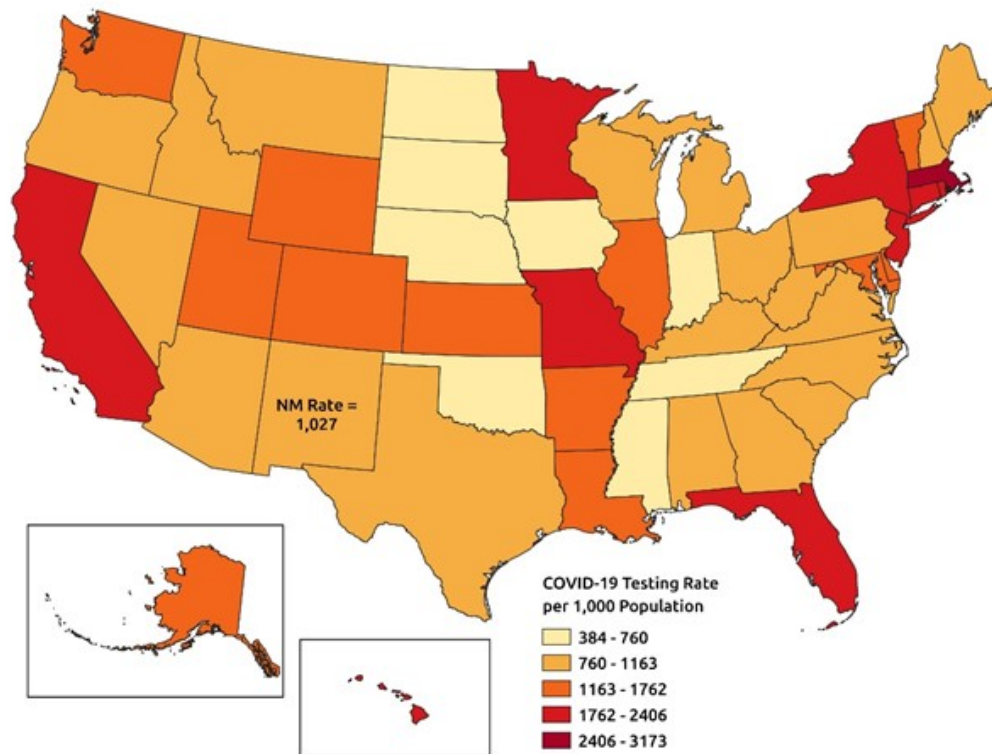 NM Rate =
1,027
COVID-19 Testing Rate
per 1,000 Population
384 - 760
760 - 1163
1163 - 1762
1762 - 2406
2406 - 3173